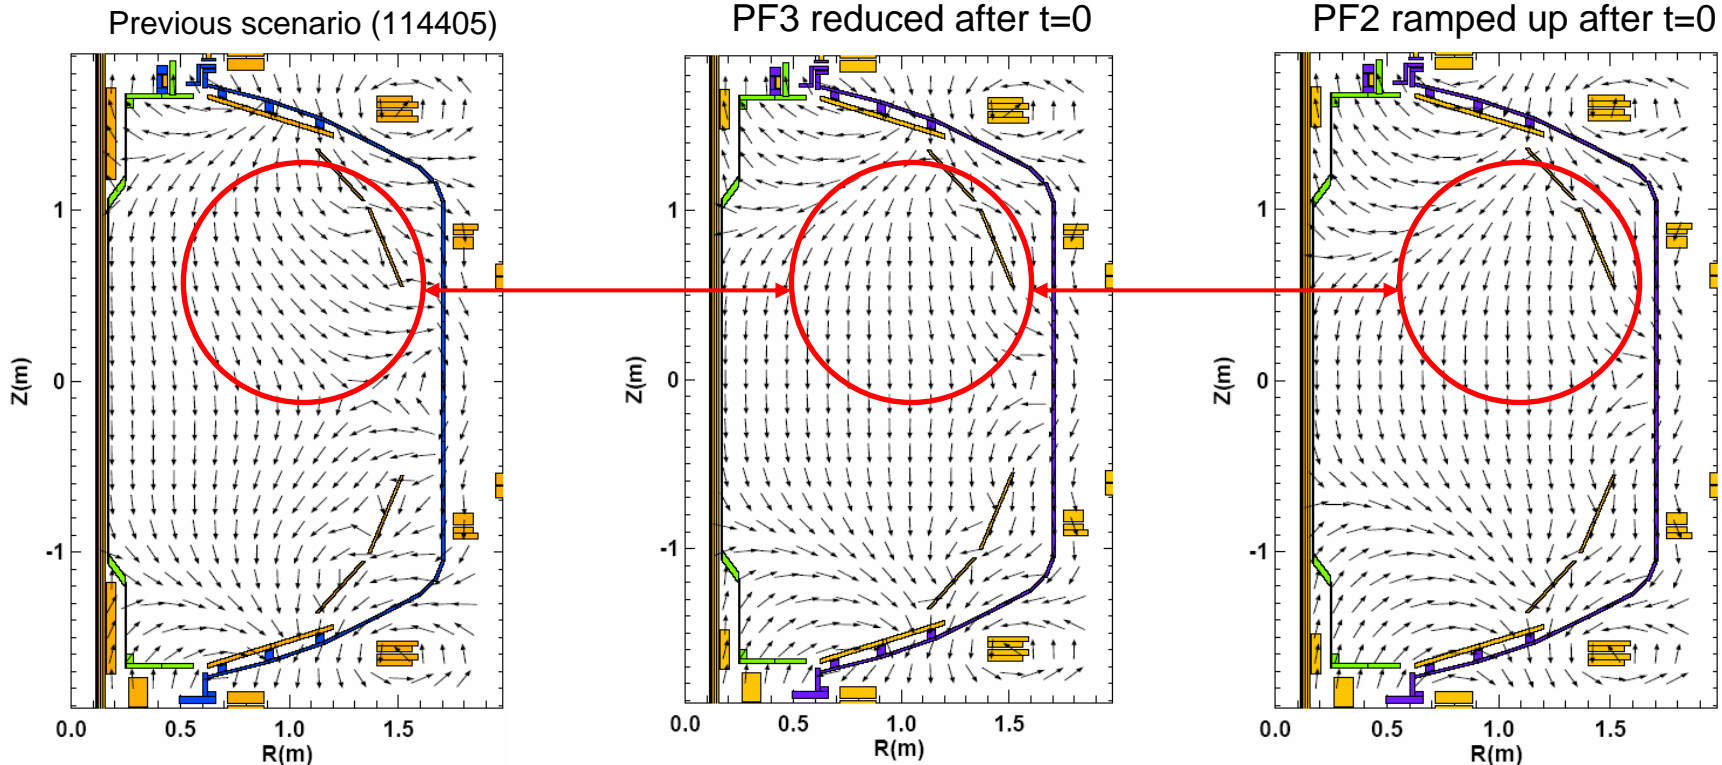 Previous scenario (114405)
PF3 reduced after t=0
PF2 ramped up after t=0
Z(m)
1
0
-1
0.0 0.5 1.0 1.5
R(m)
Z(m)
1
0
-1
0.0 0.5 1.0 1.5
R(m)
Z(m)
1
0
-1
0.0 0.5 1.0 1.5
R(m)